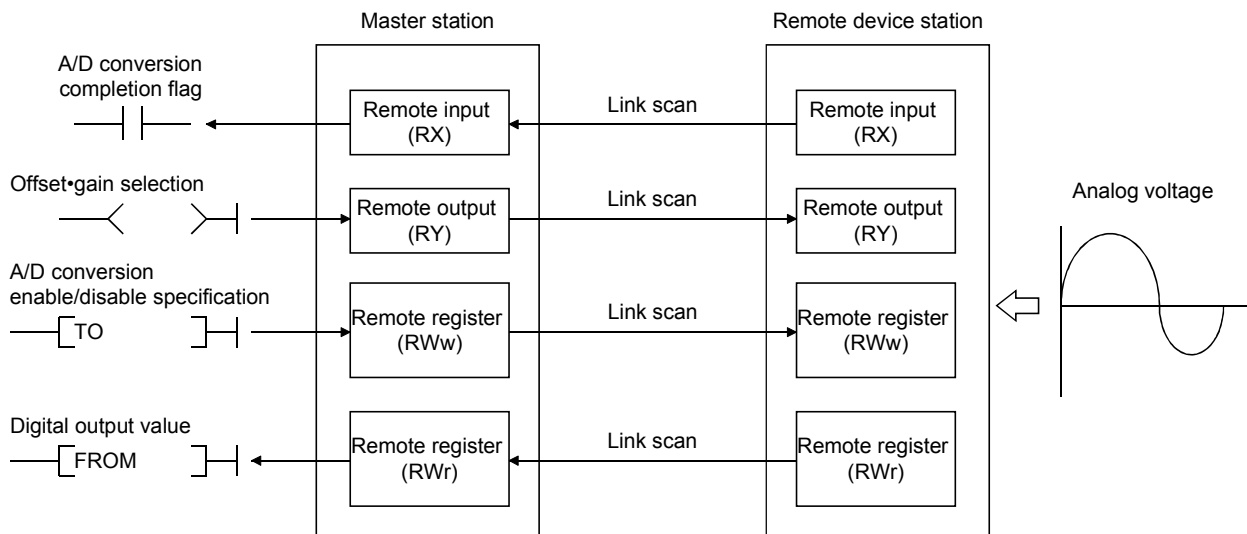 Master station
Remote device station
A/D conversion
completion flag
Remote input
(RX)
Link scan
Remote input
(RX)
Offset•gain selection
Remote output
(RY)
Link scan
Remote output
(RY)
Analog voltage
A/D conversion
enable/disable specification
TO
Remote register
(RWw)
Link scan
Remote register
(RWw)
Digital output value
FROM
Remote register
(RWr)
Link scan
Remote register
(RWr)